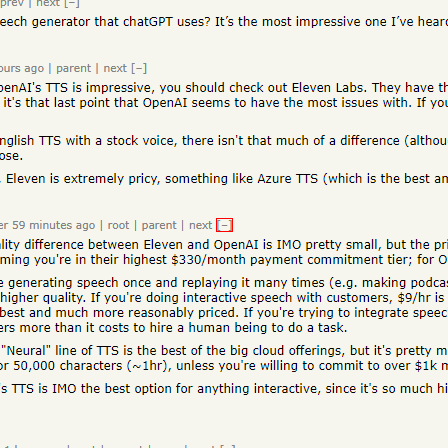 prev | next [–]
eech generator that chatGPT uses? It's the most impressive one I've hear
ours ago | parent | next [–]
penAI's TTS is impressive, you should check out Eleven Labs. They have th
it's that last point that OpenAI seems to have the most issues with. If you
nglish TTS with a stock voice, there isn't that much of a difference (althou
ose.
Eleven is extremely pricy, something like Azure TTS (which is the best am
er 59 minutes ago | root | parent | next [–]
lity difference between Eleven and OpenAI is IMO pretty small, but the pri
ming you're in their highest $330/month payment commitment tier; for O
e generating speech once and replaying it many times (e.g. making podcas
higher quality. If you're doing interactive speech with customers, $9/hr is
best and much more reasonably priced. If you're trying to integrate speec
ers more than it costs to hire a human being to do a task.
"Neural" line of TTS is the best of the big cloud offerings, but it's pretty m
or 50,000 characters (~1hr), unless you're willing to commit to over $1k m
's TTS is IMO the best option for anything interactive, since it's so much hi